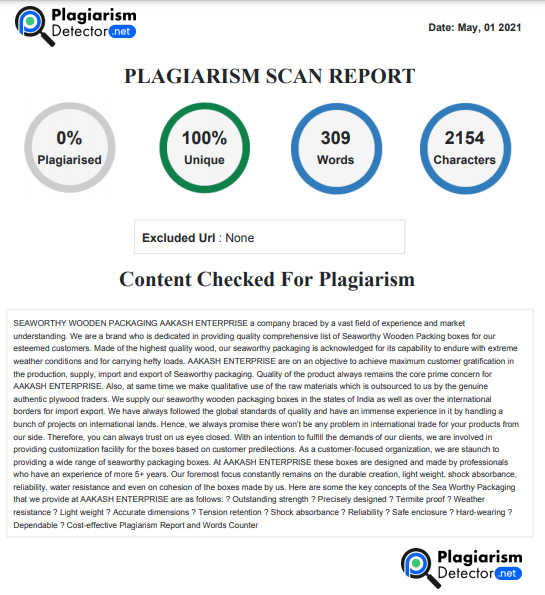 Plagiarism
Detector.net
Date: May, 01 2021
PLAGIARISM SCAN REPORT
0%
Plagiarised
100%
Unique
309
Words
2154
Characters
Excluded Url : None
Content Checked For Plagiarism
SEAWORTHY WOODEN PACKAGING AAKASH ENTERPRISE a company braced by a vast field of experience and market
understanding. We are a brand who is dedicated in providing quality comprehensive list of Seaworthy Wooden Packing boxes for our
esteemed customers. Made of the highest quality wood, our seaworthy packaging is acknowledged for its capability to endure with extreme
weather conditions and for carrying hefty loads. AAKASH ENTERPRISE are on an objective to achieve maximum customer gratification in
the production, supply, import and export of Seaworthy packaging. Quality of the product always remains the core prime concern for
AAKASH ENTERPRISE. Also, at same time we make qualitative use of the raw materials which is outsourced to us by the genuine
authentic plywood traders. We supply our seaworthy wooden packaging boxes in the states of India as well as over the international
borders for import export. We have always followed the global standards of quality and have an immense experience in it by handling a
bunch of projects on international lands. Hence, we always promise there won't be any problem in international trade for your products from
our side. Therefore, you can always trust on us eyes closed. With an intention to fulfill the demands of our clients, we are involved in
providing customization facility for the boxes based on customer predilections. As a customer-focused organization, we are staunch to
providing a wide range of seaworthy packaging boxes. At AAKASH ENTERPRISE these boxes are designed and made by professionals
who have an experience of more 5+ years. Our foremost focus constantly remains on the durable creation, light weight, shock absorbance,
reliability, water resistance and even on cohesion of the boxes made by us. Here are some the key concepts of the Sea Worthy Packaging
that we provide at AAKASH ENTERPRISE are as follows: ? Outstanding strength ? Precisely designed ? Termite proof ? Weather
resistance ? Light weight ? Accurate dimensions ? Tension retention ? Shock absorbance ? Reliability ? Safe enclosure ? Hard-wearing ?
Dependable ? Cost-effective Plagiarism Report and Words Counter
Plagiarism
Detector.net